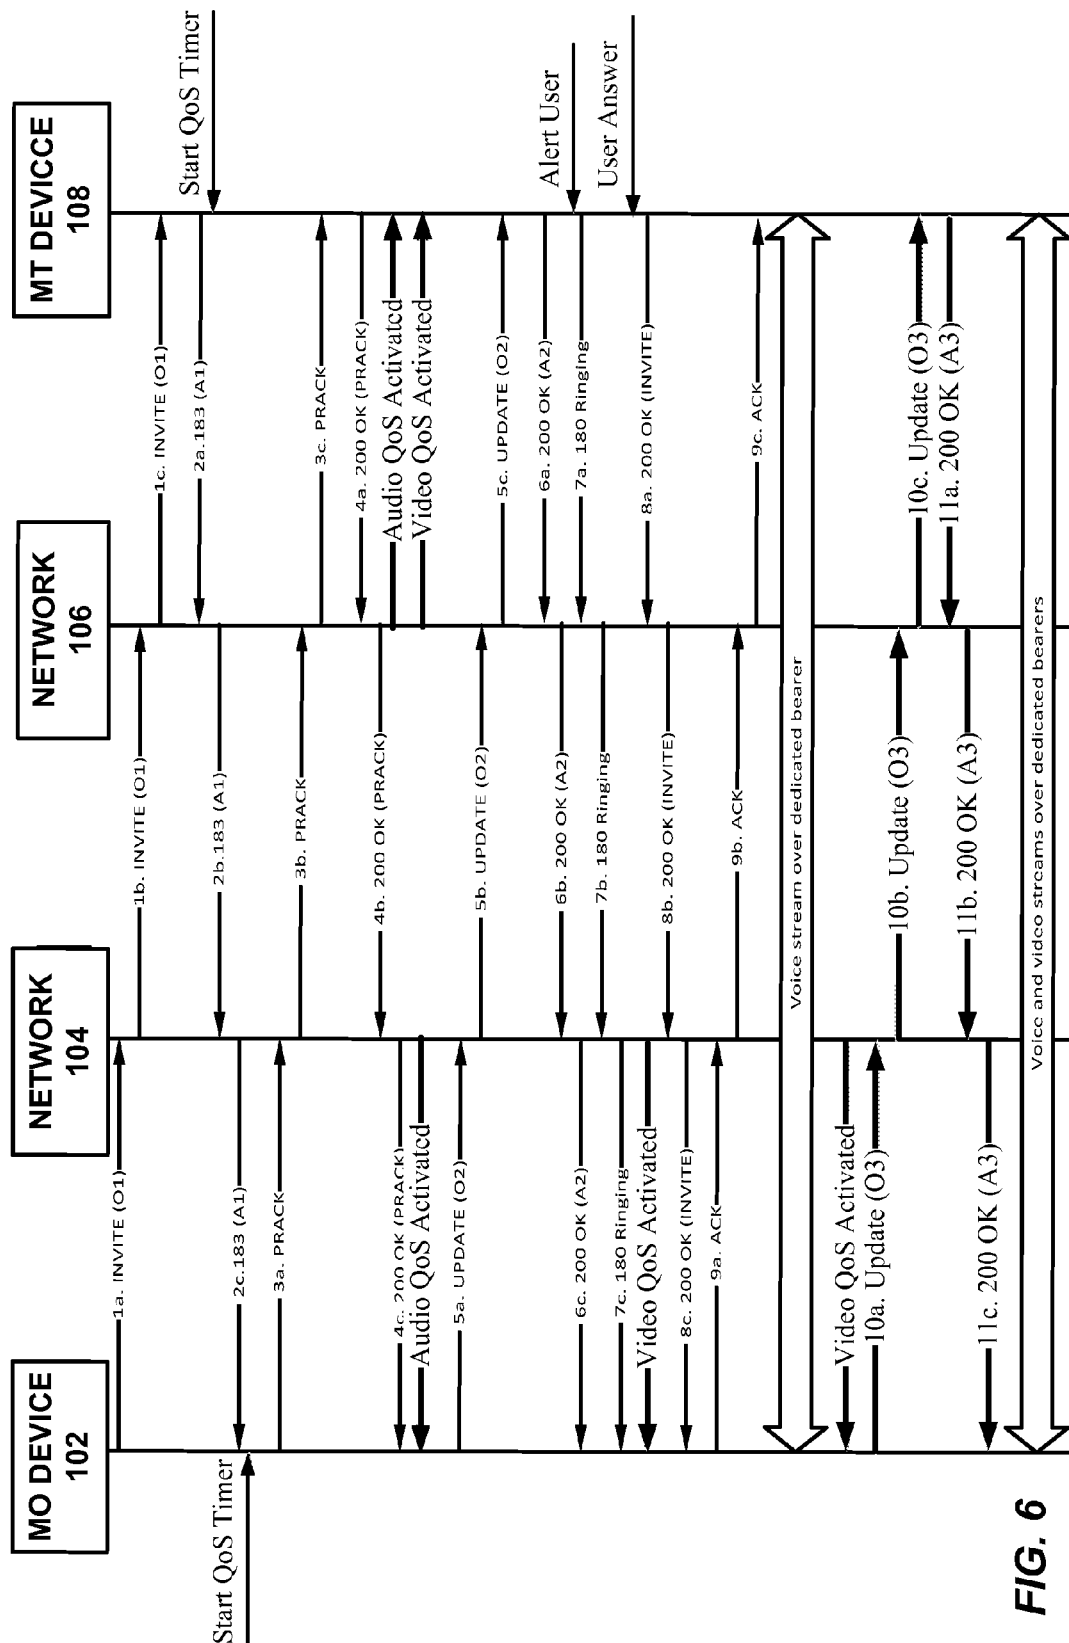 MO DEVICE
102
NETWORK
104
NETWORK
106
MT DEVICCE
108
1a. INVITE (O1)
1b. INVITE (O1)
1c. INVITE (O1)
2a.183 (A1)
Start QoS Timer
2b.183 (A1)
2c.183 (A1)
Start QoS Timer
3a. PRACK
3b. PRACK
3c. PRACK
4a. 200 OK (PRACK)
4b. 200 OK (PRACK)
Audio QoS Activated
4c. 200 OK (PRACK)
Audio QoS Activated
Video QoS Activated
5a. UPDATE (O2)
5b. UPDATE (O2)
5c. UPDATE (O2)
6a. 200 OK (A2)
6b. 200 OK (A2)
6c. 200 OK (A2)
Alert User
7a. 180 Ringing
7b. 180 Ringing
7c. 180 Ringing
User Answer
Video QoS Activated
8a. 200 OK (INVITE)
8b. 200 OK (INVITE)
8c. 200 OK (INVITE)
9a. ACK
9b. ACK
9c. ACK
Voice stream over dedicated bearer
Video QoS Activated
10a. Update (O3)
10b. Update (O3)
10c. Update (O3)
11a. 200 OK (A3)
11b. 200 OK (A3)
11c. 200 OK (A3)
Voice and video streams over dedicated bearers
FIG. 6